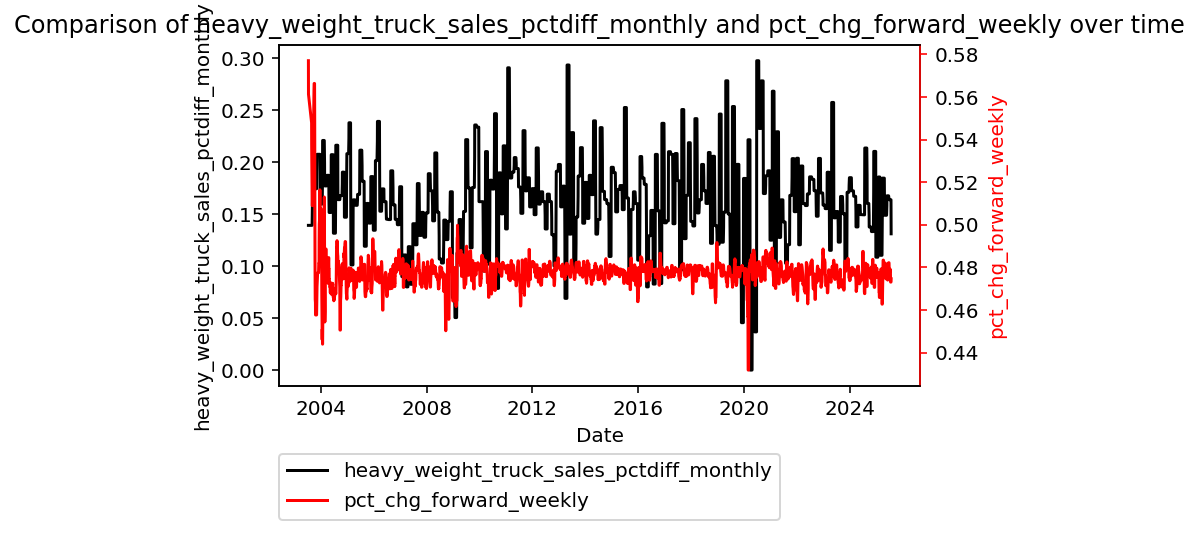 Comparison of heavy_weight_truck_sales_pctdiff_monthly and pct_chg_forward_weekly over time
heavy_weight_truck_sales_pctdiff_monthly
0.30
0.25
0.20
0.15
0.10
0.05
0.00
0.58
0.56
0.54
0.52
0.50
0.48
0.46
0.44
pct_chg_forward_weekly
2004 2008 2012 2016 2020 2024
Date
heavy_weight_truck_sales_pctdiff_monthly
pct_chg_forward_weekly